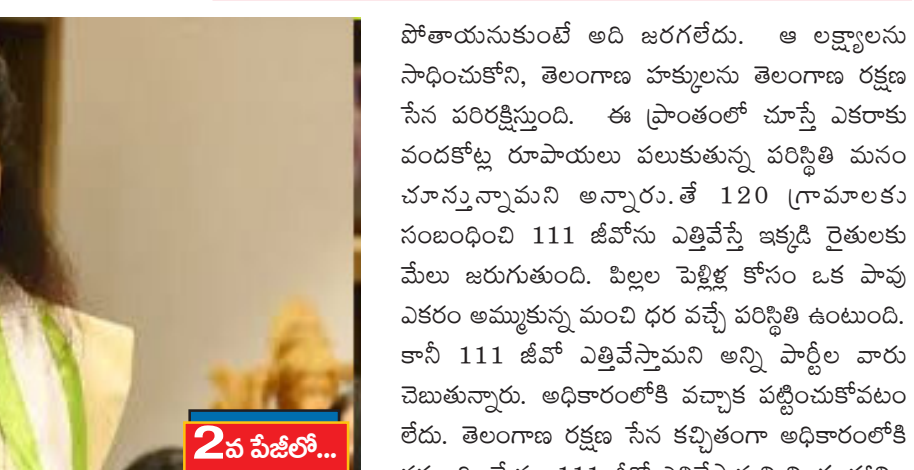 పోతాయనుకుంటే అది జరగలేదు. ఆ లక్ష్యాలను
సాధించుకోని, తెలంగాణ హక్కులను తెలంగాణ రక్షణ
సేన పరిరక్షిస్తుంది. ఈ ప్రాంతంలో చూస్తే ఎకరాకు
వందకోట్ల రూపాయలు పలుకుతున్న పరిస్థితి మనం
చూస్తున్నామని అన్నారు.తే 120 గ్రామాలకు
సంబంధించి 111 జీవోను ఎత్తివేస్తే ఇక్కడి రైతులకు
మేలు జరుగుతుంది. పిల్లల పెళ్ళిళ్ల కోసం ఒక పావు
ఎకరం అమ్ముకున్న మంచి ధర వచ్చే పరిస్థితి ఉంటుంది.
కానీ 111 జీవో ఎత్తివేస్తామని అన్ని పార్టీల వారు
చెబుతున్నారు. అధికారంలోకి వచ్చాక పట్టించుకోవటం
లేదు. తెలంగాణ రక్షణ సేన కచ్చితంగా అధికారంలోకి
2వ పేజీలో...